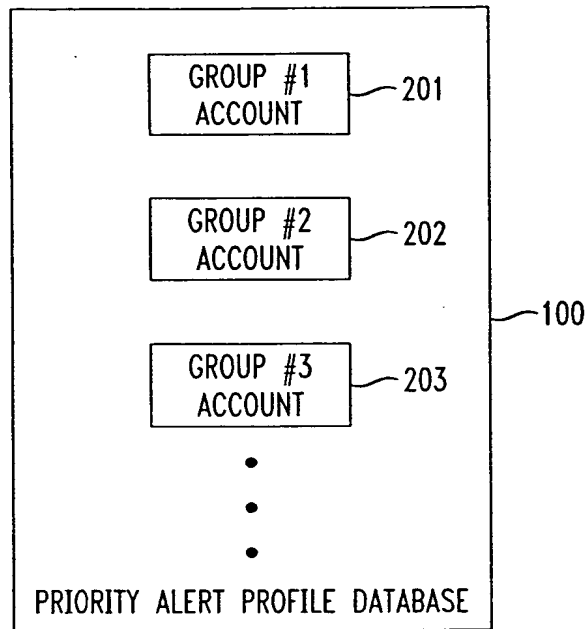 GROUP #1
ACCOUNT
201
GROUP #2
ACCOUNT
202
100
GROUP #3
ACCOUNT
203
PRIORITY ALERT PROFILE DATABASE